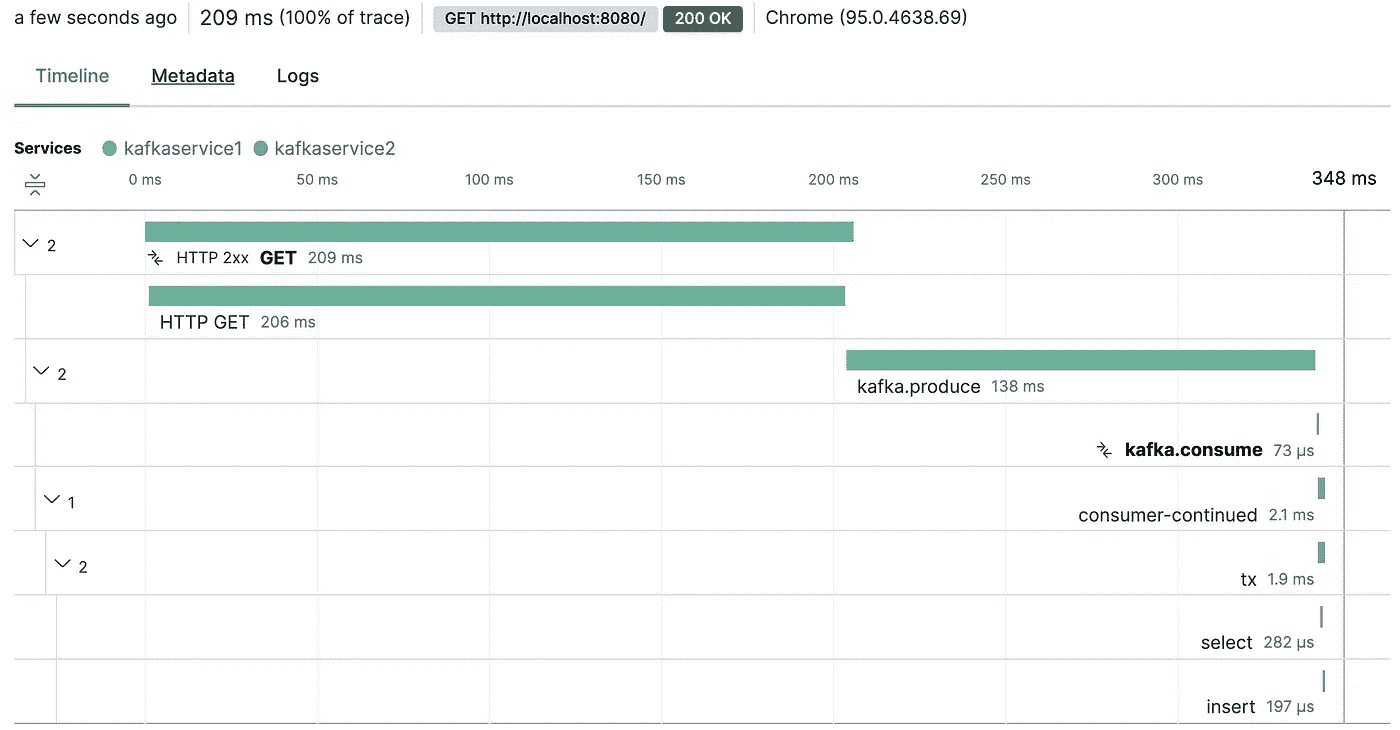 a few seconds ago 209 ms (100% of trace) GET http://localhost:8080/ 200 OK Chrome (95.0.4638.69)
Timeline Metadata Logs
Services kafkaservice1 kafkaservice2
0 ms 50 ms 100 ms 150 ms 200 ms 250 ms 300 ms 348 ms
2
HTTP 2xx GET 209 ms
HTTP GET 206 ms
2
kafka.produce 138 ms
kafka.consume 73 μs
1
consumer-continued 2.1 ms
2
tx 1.9 ms
select 282 μs
insert 197 μs